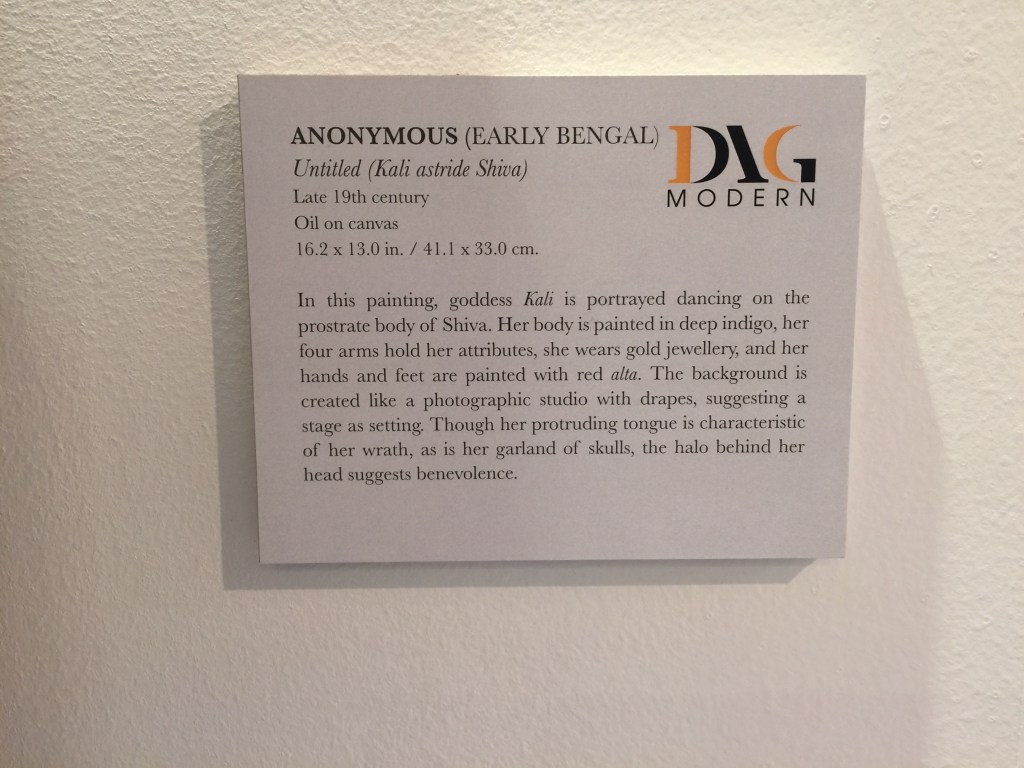 ANONYMOUS (EARLY BENGAL)
Untitled (Kali astride Shiva)
Late 19th century
Oil on canvas
16.2 x 13.0 in. / 41.1 x 33.0 cm.
DAG
MODERN
In this painting, goddess Kali is portrayed dancing on the
prostrate body of Shiva. Her body is painted in deep indigo, her
four arms hold her attributes, she wears gold jewellery, and her
hands and feet are painted with red alta. The background is
created like a photographic studio with drapes, suggesting a
stage as setting. Though her protruding tongue is characteristic
of her wrath, as is her garland of skulls, the halo behind her
head suggests benevolence.